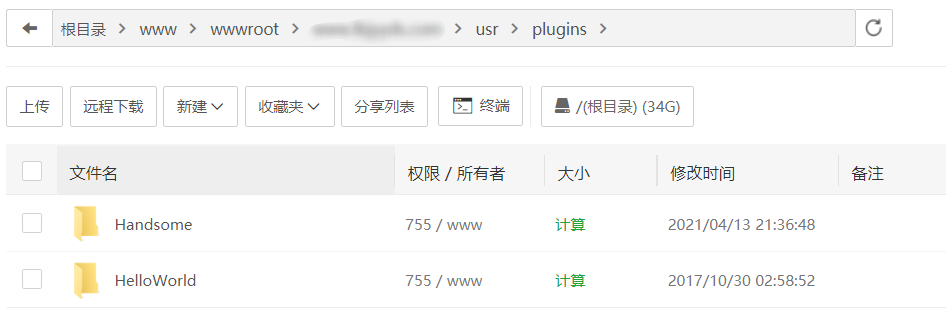 根目录 > www > wwwroot > > usr > plugins >
上传 远程下载 新建 收藏夹 分享列表 终端 /(根目录) (34G)
文件名 权限 / 所有者 大小 修改时间 备注
Handsome 755 / www 计算 2021/04/13 21:36:48
HelloWorld 755 / www 计算 2017/10/30 02:58:52